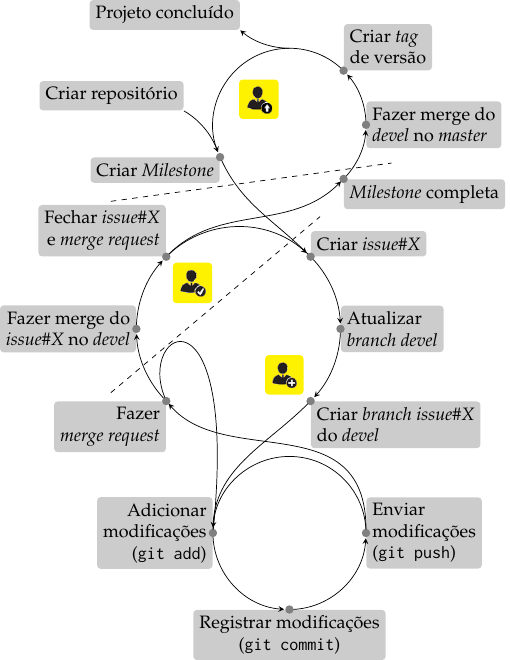 Projeto concluído
Criar tag
de versão
Criar repositório
Fazer merge do
devel no master
Criar Milestone
Milestone completa
Fechar issue#X
e merge request
Criar issue#X
Fazer merge do
issue#X no devel
Atualizar
branch devel
Fazer
merge request
Criar branch issue#X
do devel
Adicionar
modificações
(git add)
Enviar
modificações
(git push)
Registrar modificações
(git commit)